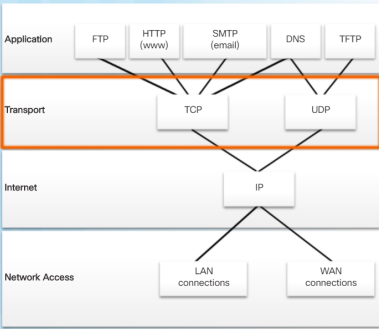 Application
FTP
HTTP
(www)
SMTP
(email)
DNS
TFTP
Transport
TCP
UDP
Internet
IP
Network Access
LAN
connections
WAN
connections